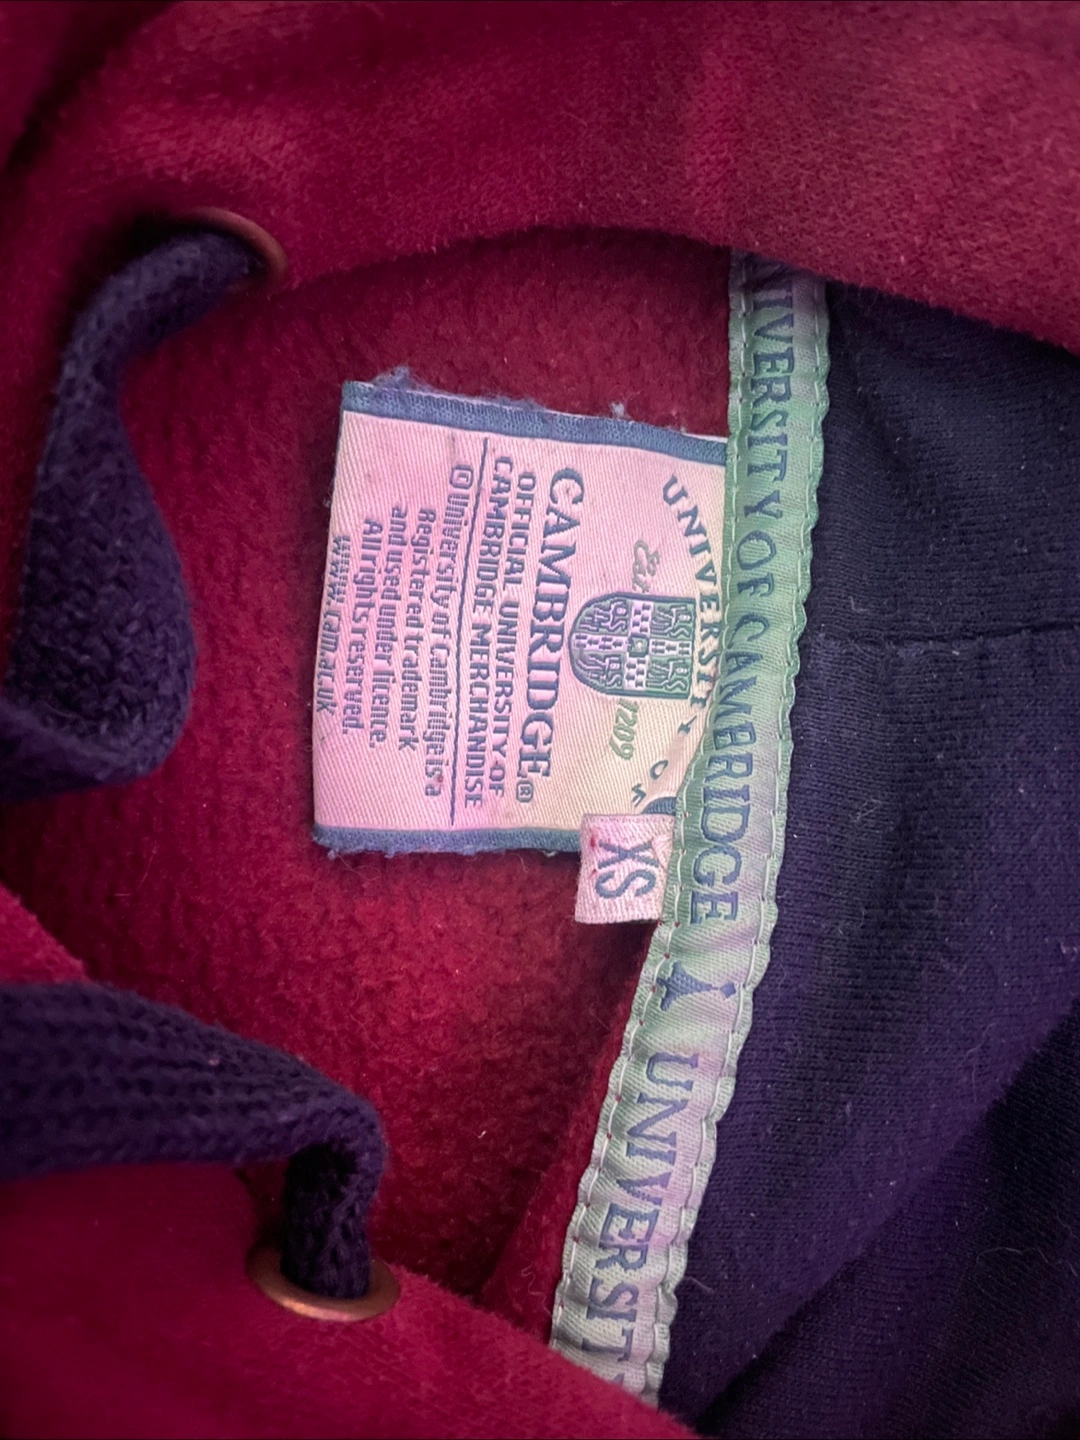 UNIVERSITY OF
Est. 1209
CAMBRIDGE®
OFFICIAL UNIVERSITY OF
CAMBRIDGE MERCHANDISE
© University of Cambridge is a
Registered trademark
and used under licence.
All rights reserved.
www.cam.ac.uk
XS
UNIVERSITY OF CAMBRIDGE UNIVERSIT